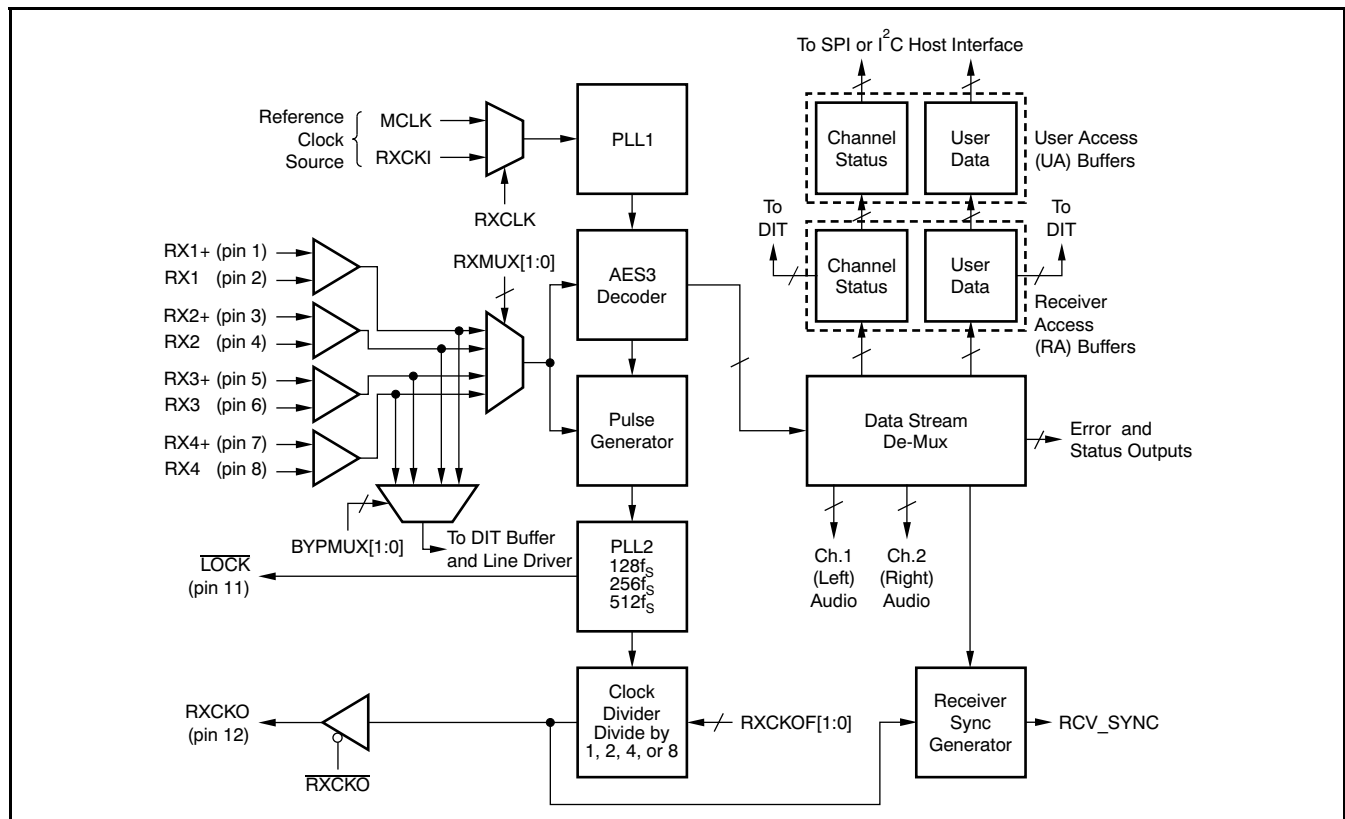 To SPI or I2C Host Interface
Reference
Clock
Source
MCLK
RXCKI
RXCLK
PLL1
Channel
Status
User
Data
User Access
(UA) Buffers
To
DIT
Channel
Status
User
Data
To
DIT
Receiver
Access
(RA) Buffers
RX1+ (pin 1)
RX1 (pin 2)
RX2+ (pin 3)
RX2 (pin 4)
RX3+ (pin 5)
RX3 (pin 6)
RX4+ (pin 7)
RX4 (pin 8)
RXMUX[1:0]
AES3
Decoder
Pulse
Generator
Data Stream
De-Mux
Error and
Status Outputs
BYPMUX[1:0]
To DIT Buffer
and Line Driver
LOCK
(pin 11)
PLL2
128fS
256fS
512fS
Ch.1
(Left)
Audio
Ch.2
(Right)
Audio
RXCKO
(pin 12)
RXCKO
Clock
Divider
Divide by
1, 2, 4, or 8
RXCKOF[1:0]
Receiver
Sync
Generator
RCV_SYNC